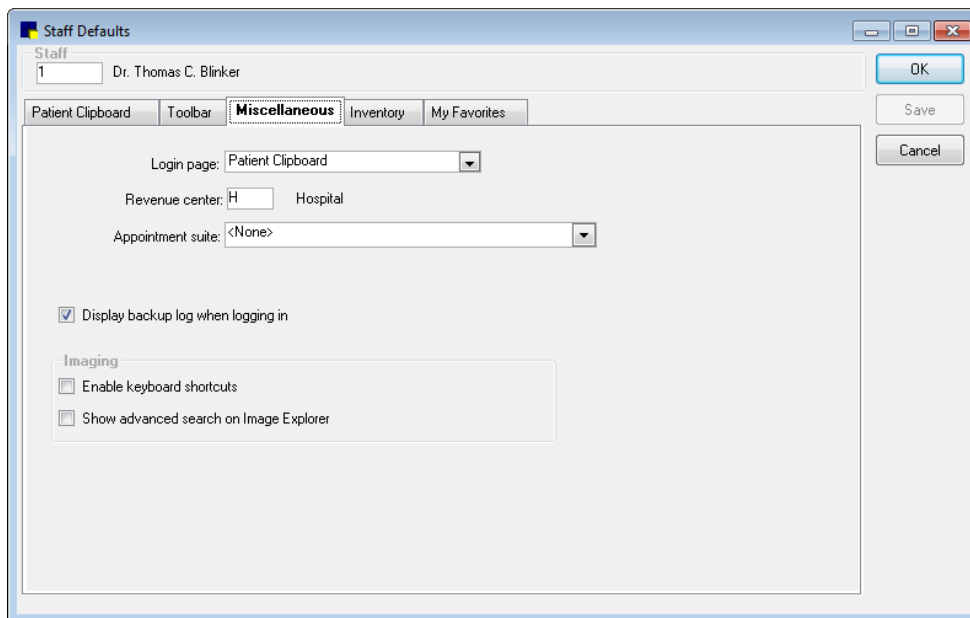 Staff Defaults
Staff
1 Dr. Thomas C. Blinker
OK
Patient Clipboard Toolbar Miscellaneous Inventory My Favorites
Save
Login page: Patient Clipboard
Cancel
Revenue center: H Hospital
Appointment suite: <None>
Display backup log when logging in
Imaging
Enable keyboard shortcuts
Show advanced search on Image Explorer